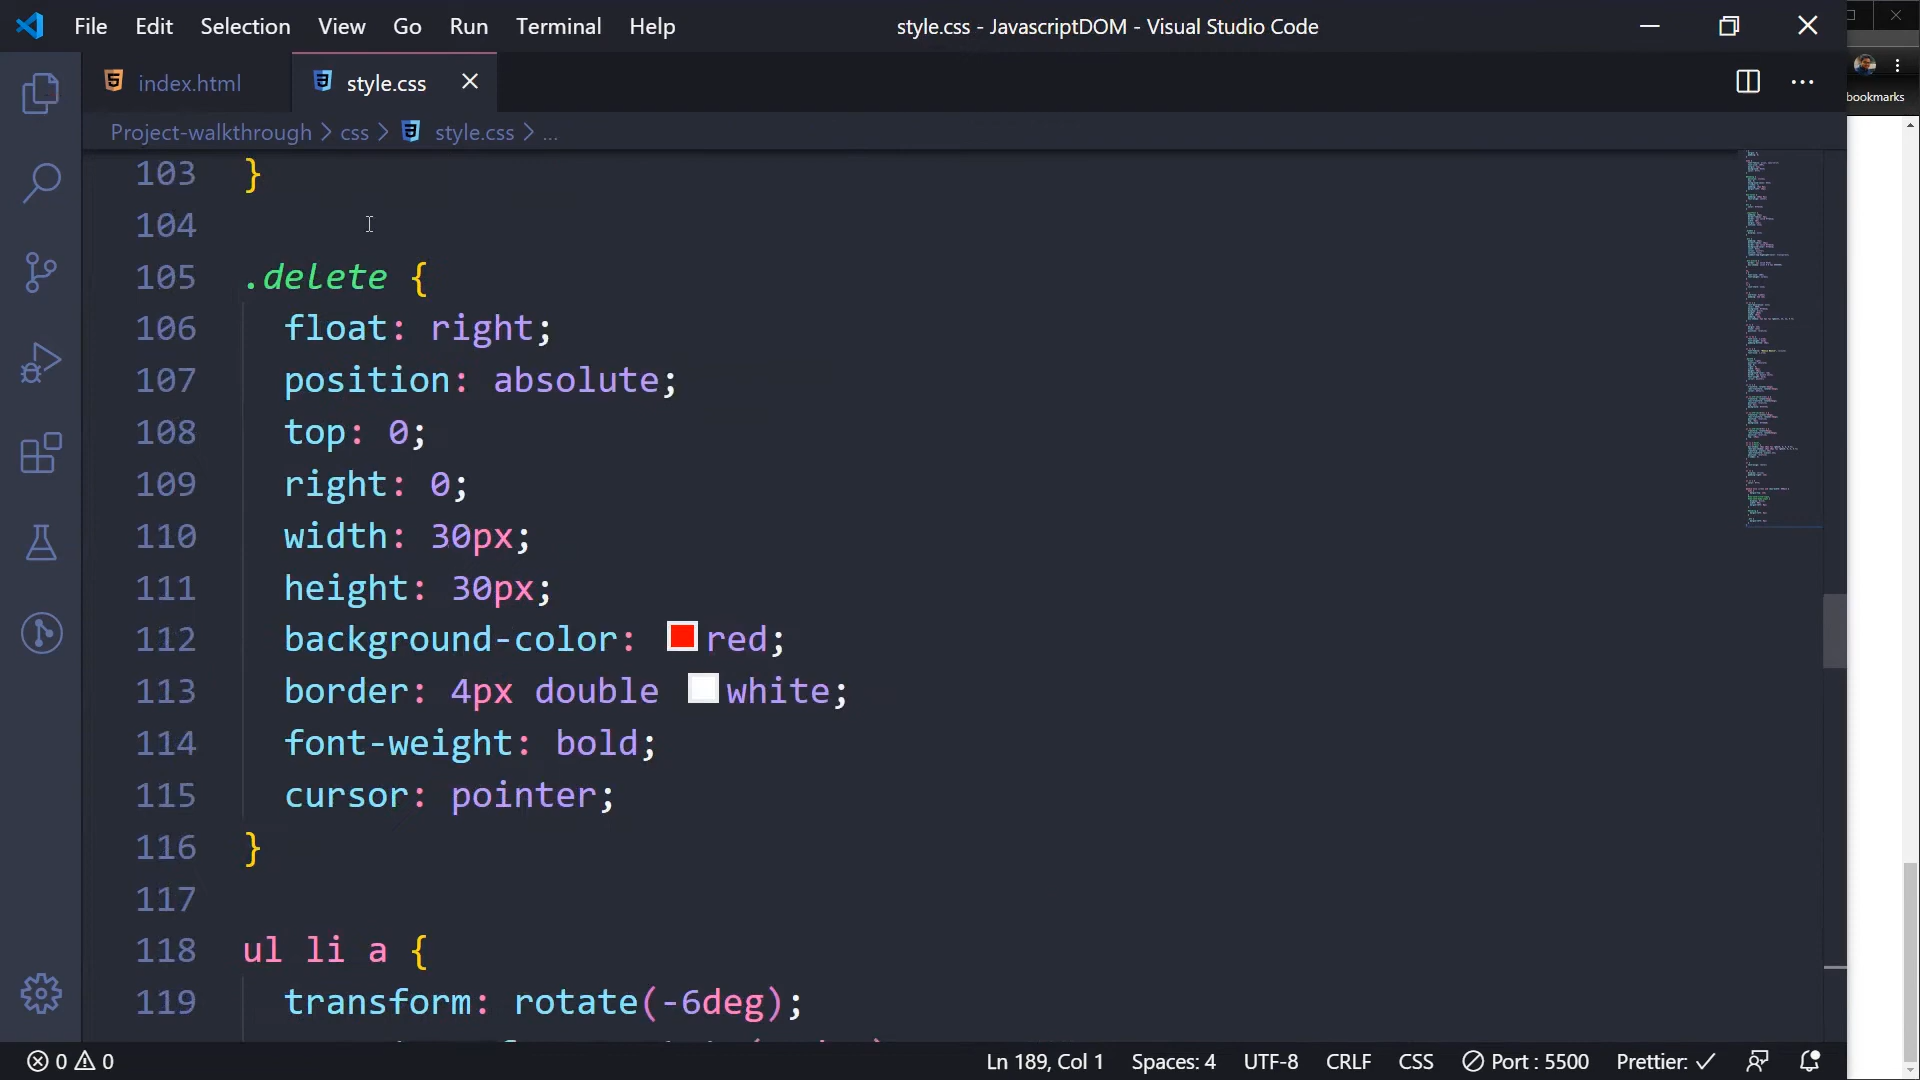 File Edit Selection View Go Run Terminal Help style.css - JavascriptDOM - Visual Studio Code
index.html style.css
bookmarks
Project-walkthrough > css > style.css > ...
103 }
104
105 .delete {
106 float: right;
107 position: absolute;
108 top: 0;
109 right: 0;
110 width: 30px;
111 height: 30px;
112 background-color: red;
113 border: 4px double white;
114 font-weight: bold;
115 cursor: pointer;
116 }
117
118 ul li a {
119 transform: rotate(-6deg);
0 0 Ln 189, Col 1 Spaces: 4 UTF-8 CRLF CSS Port : 5500 Prettier: ✓